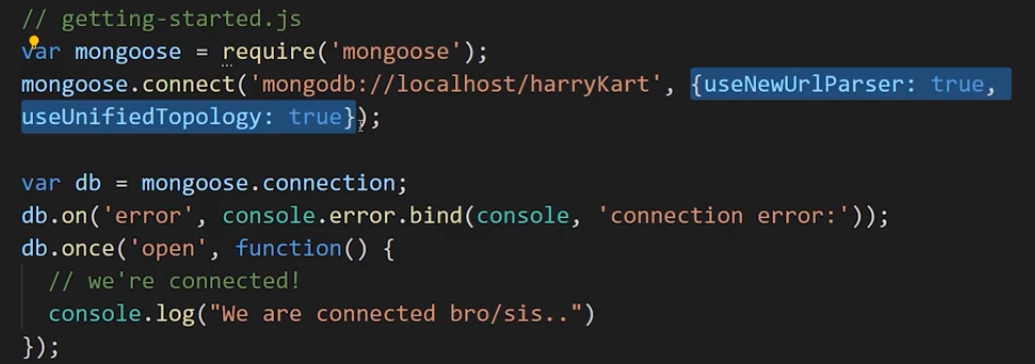 // getting-started.js
var mongoose = require('mongoose');
mongoose.connect('mongodb://localhost/harryKart', {useNewUrlParser: true,
useUnifiedTopology: true});
var db = mongoose.connection;
db.on('error', console.error.bind(console, 'connection error:'));
db.once('open', function() {
// we're connected!
console.log("We are connected bro/sis..")
});